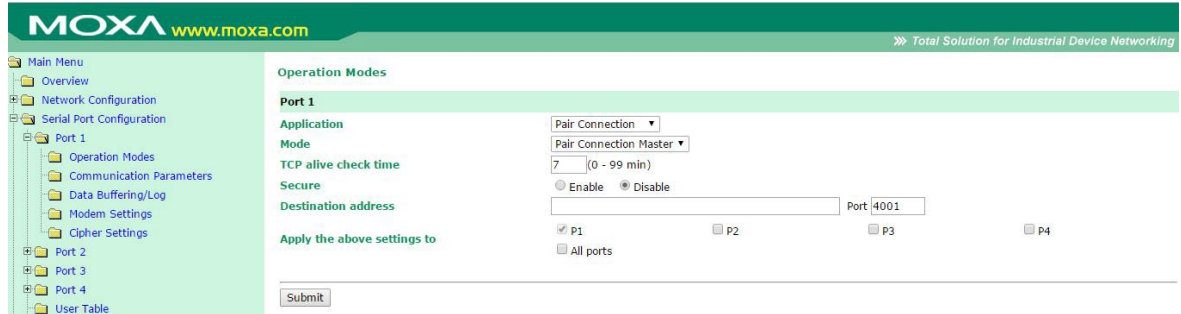 MOXA www.moxa.com
Total Solution for Industrial Device Networking
Main Menu
Overview
Network Configuration
Serial Port Configuration
Port 1
Operation Modes
Communication Parameters
Data Buffering/Log
Modem Settings
Cipher Settings
Port 2
Port 3
Port 4
User Table
Operation Modes
Port 1
Application Pair Connection
Mode Pair Connection Master
TCP alive check time 7 (0 - 99 min)
Secure Enable Disable
Destination address Port 4001
Apply the above settings to P1 P2 P3 P4
All ports
Submit